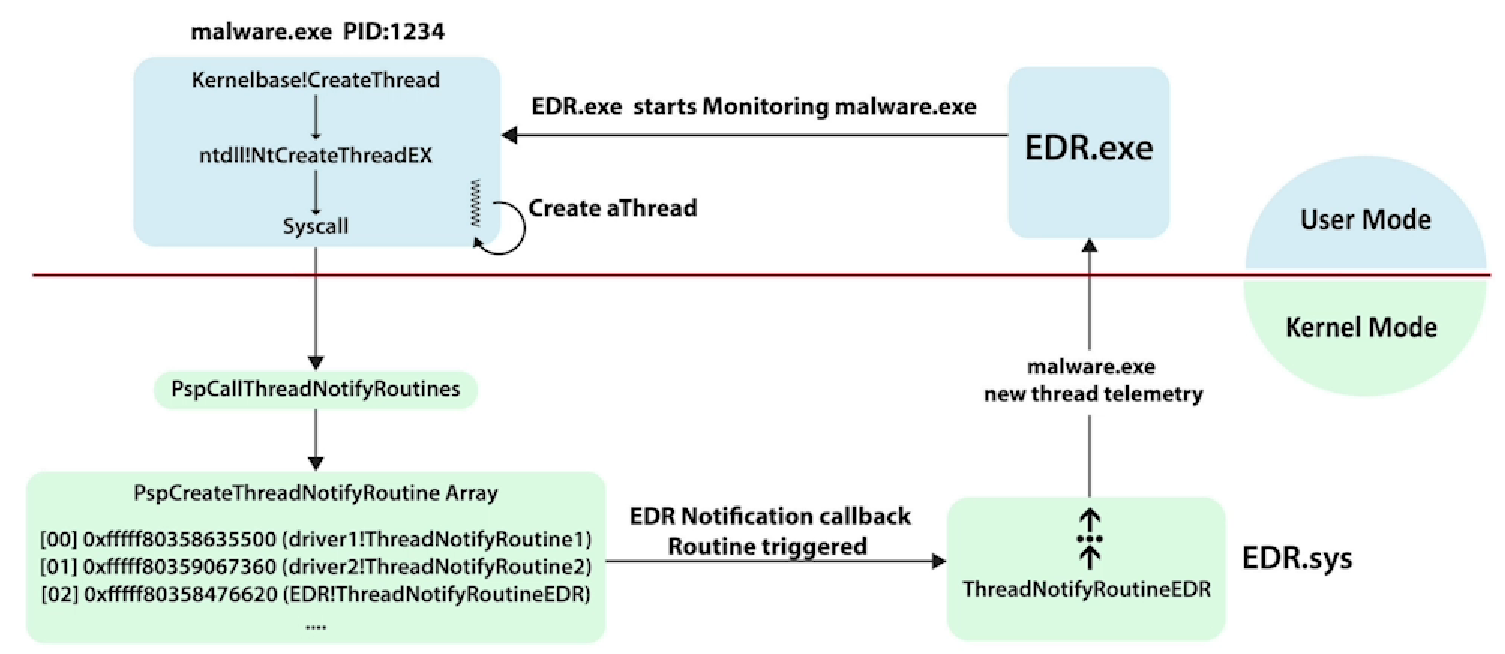 malware.exe PID:1234
Kernelbase!CreateThread
ntdll!NtCreateThreadEX
Syscall
EDR.exe starts Monitoring malware.exe
Create aThread
EDR.exe
User Mode
Kernel Mode
PspCallThreadNotifyRoutines
PspCreateThreadNotifyRoutine Array
[00] 0xfffff80358635500 (driver1!ThreadNotifyRoutine1)
[01] 0xfffff80359067360 (driver2!ThreadNotifyRoutine2)
[02] 0xfffff80358476620 (EDR!ThreadNotifyRoutineEDR)
....
EDR Notification callback
Routine triggered
malware.exe
new thread telemetry
ThreadNotifyRoutineEDR
EDR.sys